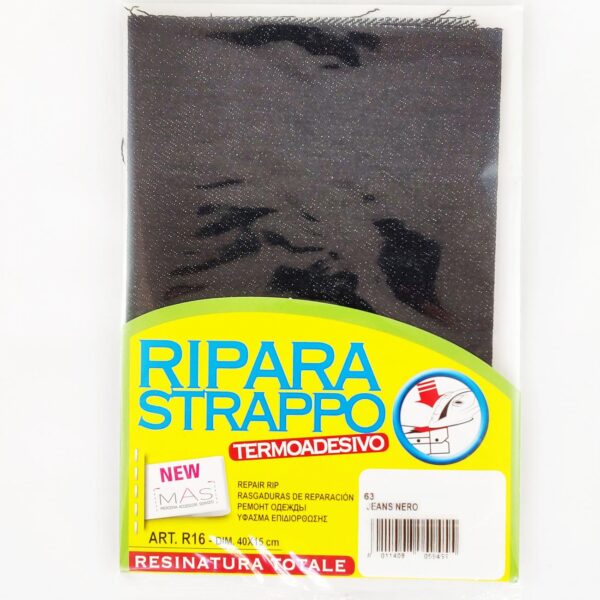 RIPARA
STRAPPO
TERMOADESIVO
NEW
MAS
REPAIR RIP
RASGADURAS DE REPARACIÓN
РЕМОНТ ОДЕЖДЫ
ΥΦΑΣΜΑ ΕΠΙΔΙΟΡΘΩΣΗΣ
63
JEANS NERO
ART. R16 - DIM. 40X15 cm
RESINATURA TOTALE